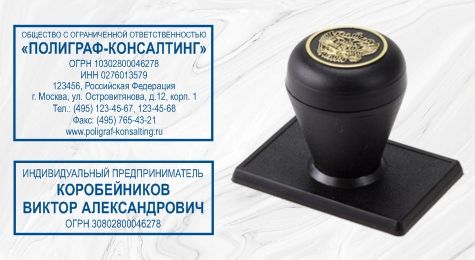 ОБЩЕСТВО С ОГРАНИЧЕННОЙ ОТВЕТСТВЕННОСТЬЮ
«ПОЛИГРАФ-КОНСАЛТИНГ»
ОГРН 10302800046278
ИНН 0276013579
123456, Российская Федерация
г. Москва, ул. Островитянова, д.12, корп. 1
Тел.: (495) 123-45-67, 123-45-68
Факс: (495) 765-43-21
www.poligraf-konsalting.ru
ИНДИВИДУАЛЬНЫЙ ПРЕДПРИНИМАТЕЛЬ
КОРОБЕЙНИКОВ
ВИКТОР АЛЕКСАНДРОВИЧ
ОГРН 30802800046278